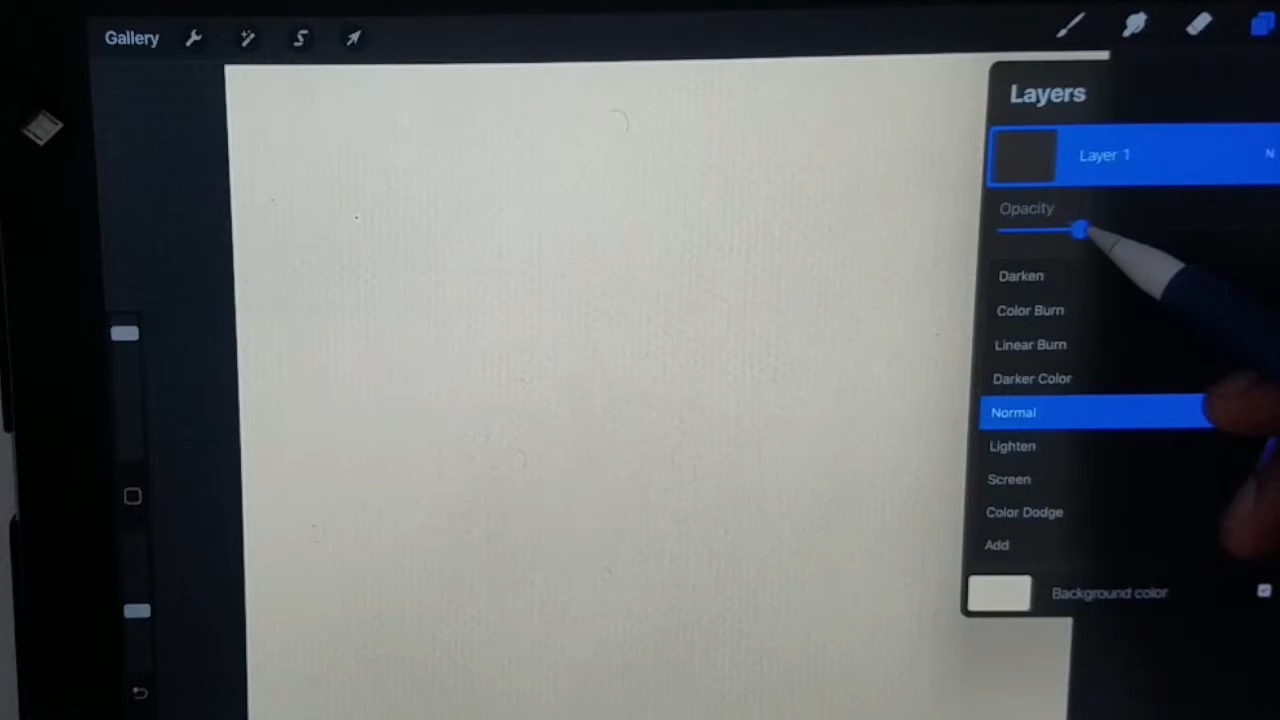 Gallery
Layers
Layer 1
N
Opacity
Darken
Color Burn
Linear Burn
Darker Color
Normal
Lighten
Screen
Color Dodge
Add
Background color